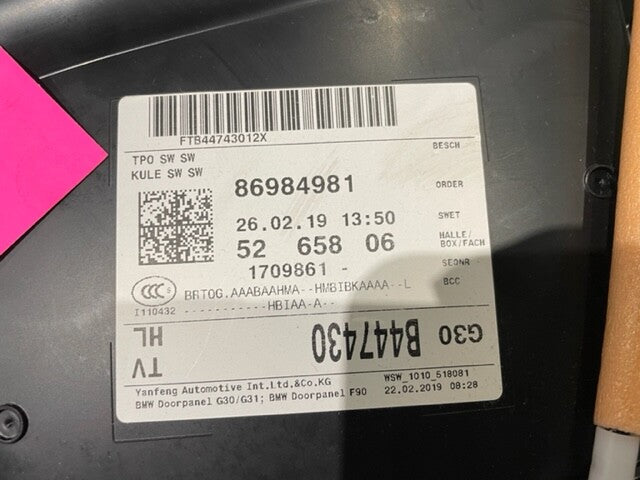 FTB44743012X
TPO SW SW
KULE SW SW
BESCH
86984981 ORDER
26.02.19 13:50 SWET
52 658 06 HALLE/
BOX/FACH
1709861 - SEQNR
CCC S BRTOG.AAABAAHMA--HMBIBKAAAA--L BCC
I110432 -----------HBIAA-A--
G30 B447430 HL
TV
Yanfeng Automotive Int.Ltd.&Co.KG WSW_1010_518081
BMW Doorpanel G30/G31; BMW Doorpanel F90 22.02.2019 08:28